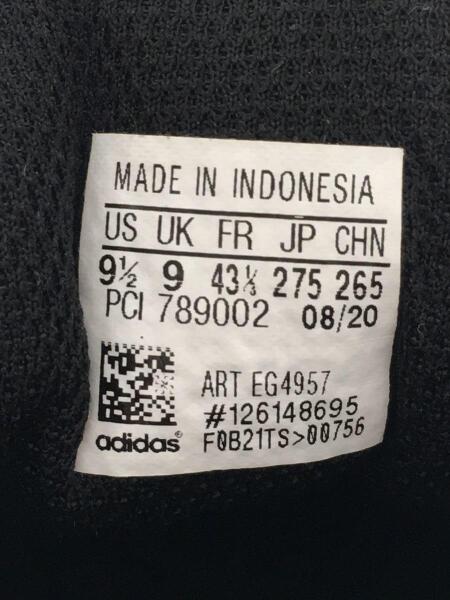 MADE IN INDONESIA
US UK FR JP CHN
9½ 9 43⅓ 275 265
PCI 789002 08/20
ART EG4957
#126148695
adidas® F0B21TS>00756